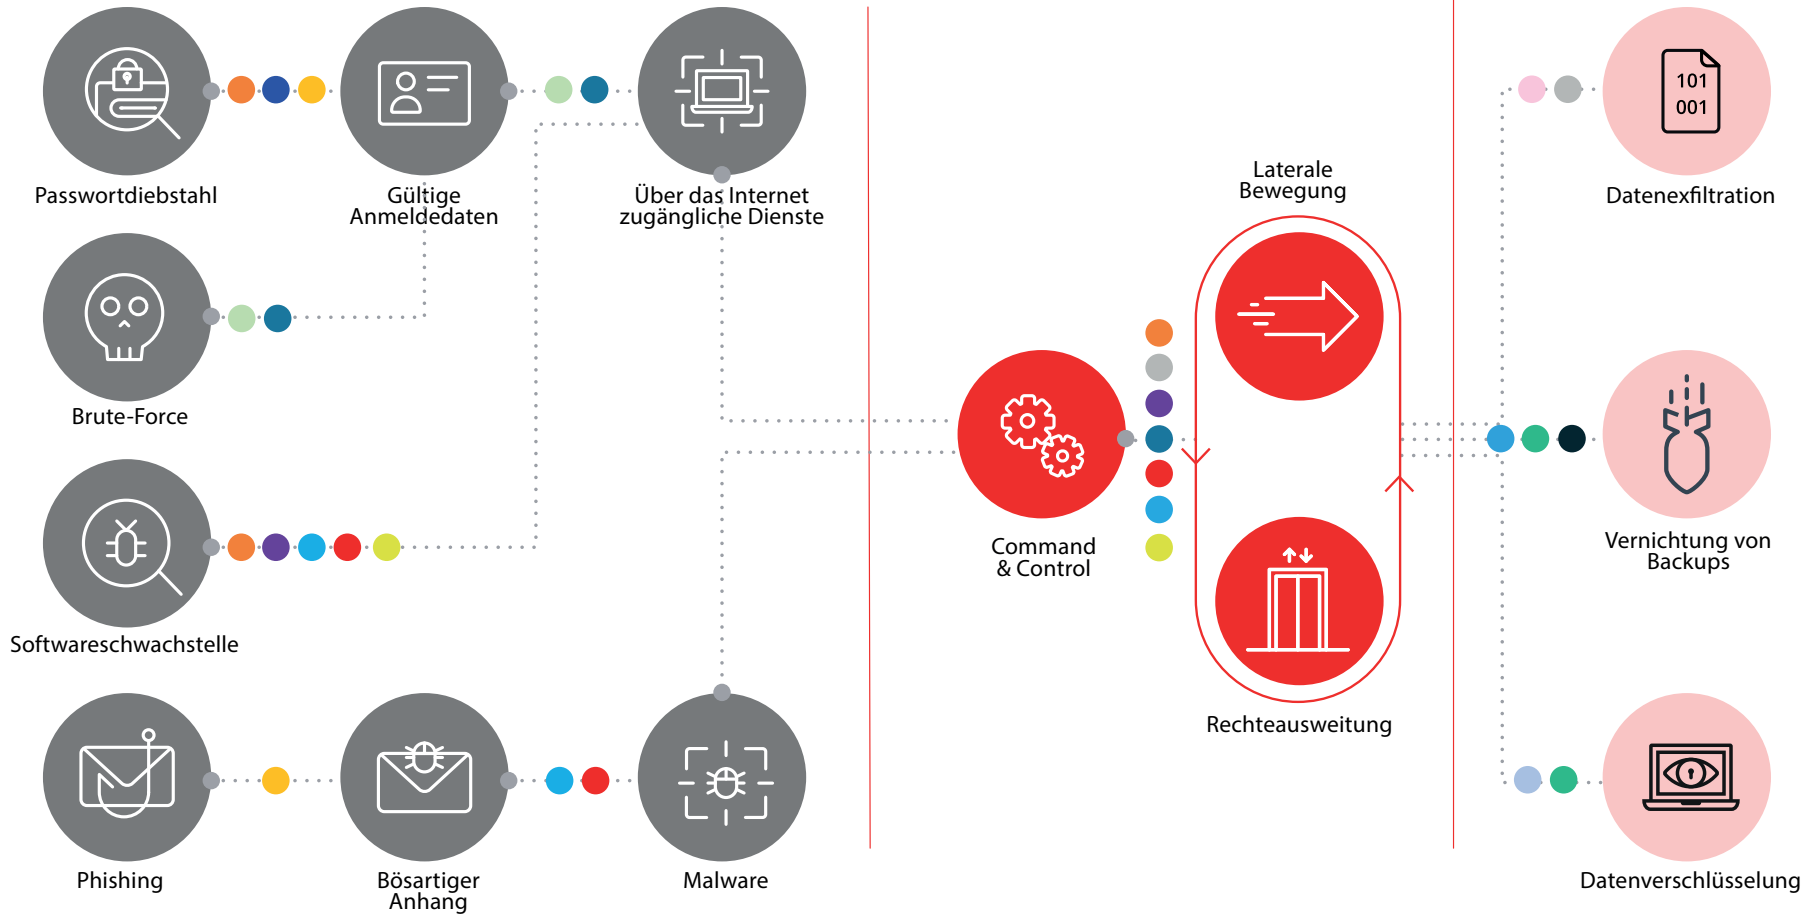 Passwortdiebstahl
Gültige
Anmeldedaten
Über das Internet
zugängliche Dienste
Brute-Force
Softwareschwachstelle
Phishing
Bösartiger
Anhang
Malware
Command
& Control
Laterale
Bewegung
Rechteausweitung
101
001
Datenexfiltration
Vernichtung von
Backups
Datenverschlüsselung